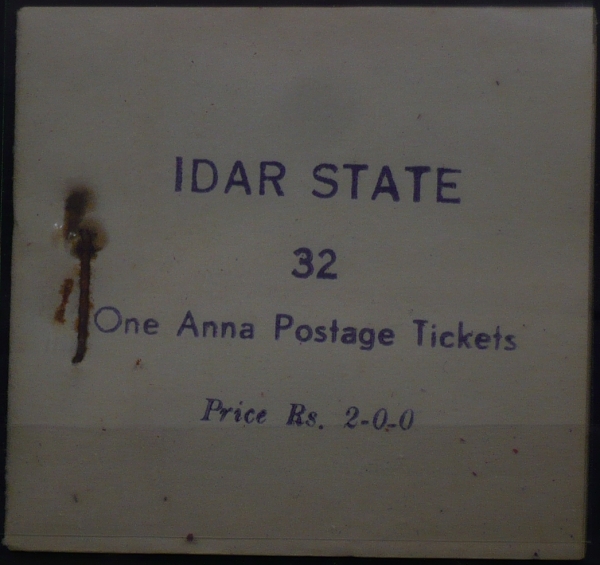 IDAR STATE
32
One Anna Postage Tickets
Price Rs. 2-0-0